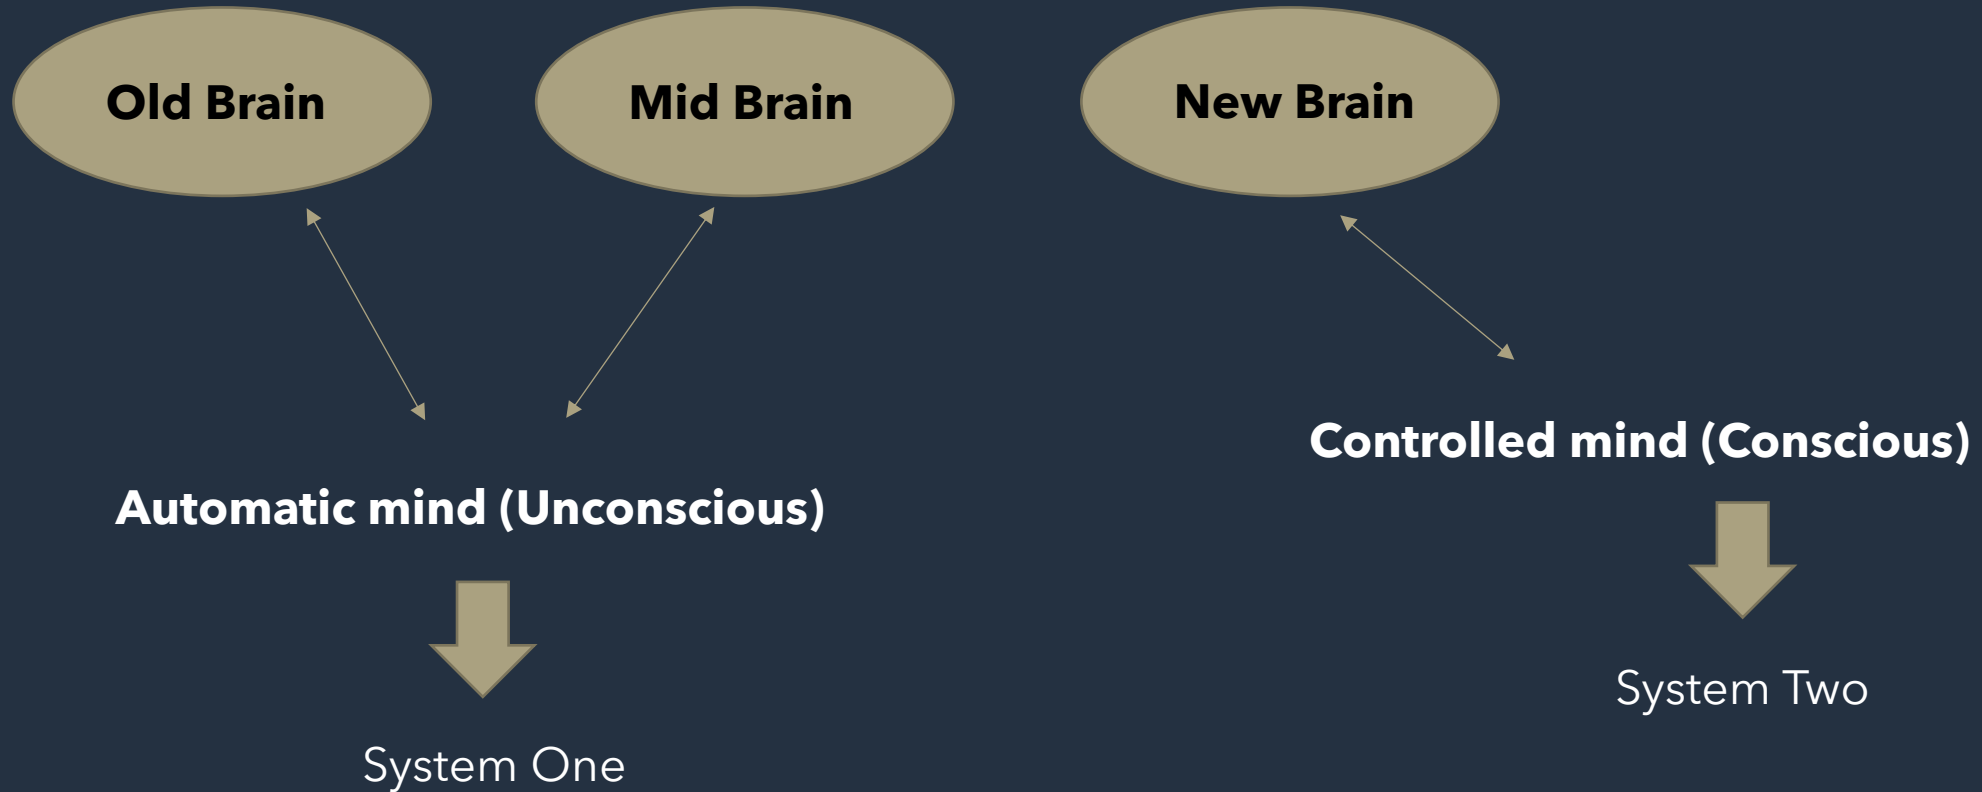 Old Brain
Mid Brain
New Brain
Controlled mind (Conscious)
Automatic mind (Unconscious)
System Two
System One